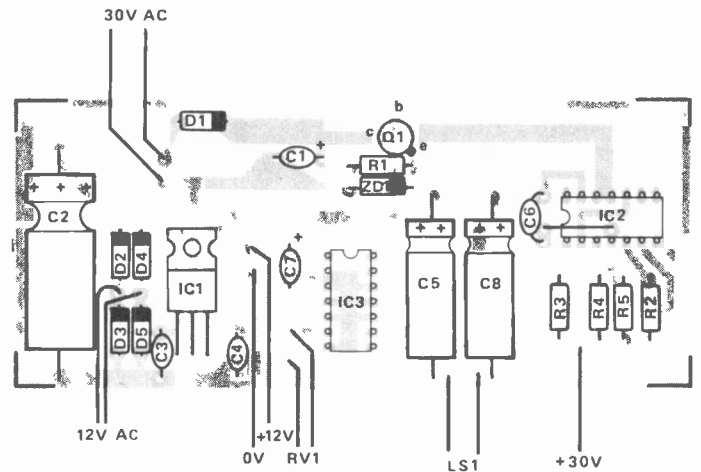 30V AC
b
D1
c Q1
e
C1 +
R1
ZD1
+ + +
C2
+ +
+ +
C6
IC2
D2 D4
IC1
+
C7
IC3
C5
C8
R3 R4 R5 R2
D3 D5
C3
C4
12V AC
0V +12V RV1
LS1
+30V